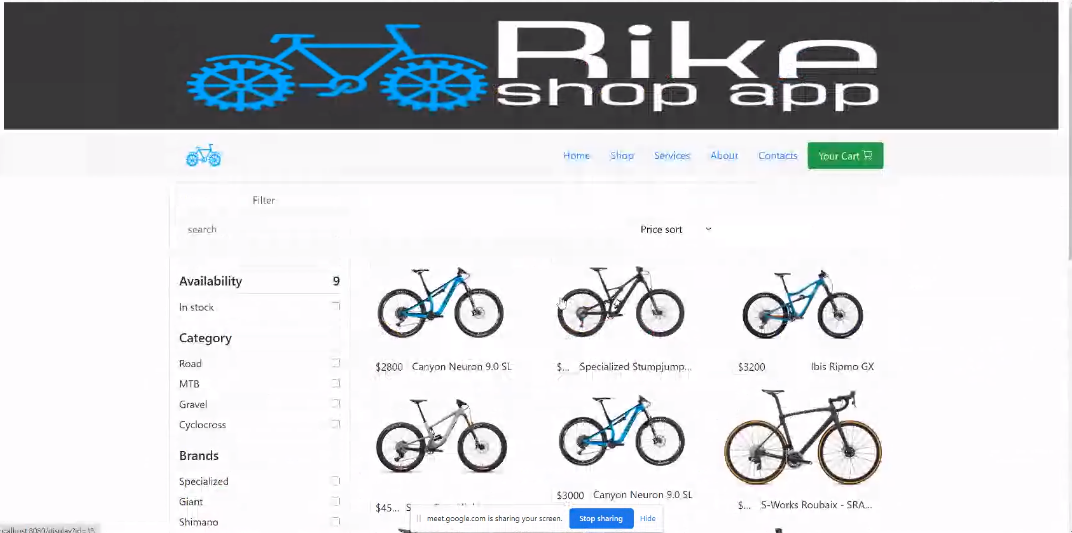 Bike
shop app
Home Shop Services About Contacts Your Cart
Filter
search
Price sort
Availability 9
In stock
Category
Road
MTB
Gravel
Cyclocross
Brands
Specialized
Giant
Shimano
$2800 Canyon Neuron 9.0 SL
$... Specialized Stumpjump...
$3200 Ibis Ripmo GX
$45...
$3000 Canyon Neuron 9.0 SL
$... S-Works Roubaix - SRA...
meet.google.com is sharing your screen. Stop sharing Hide